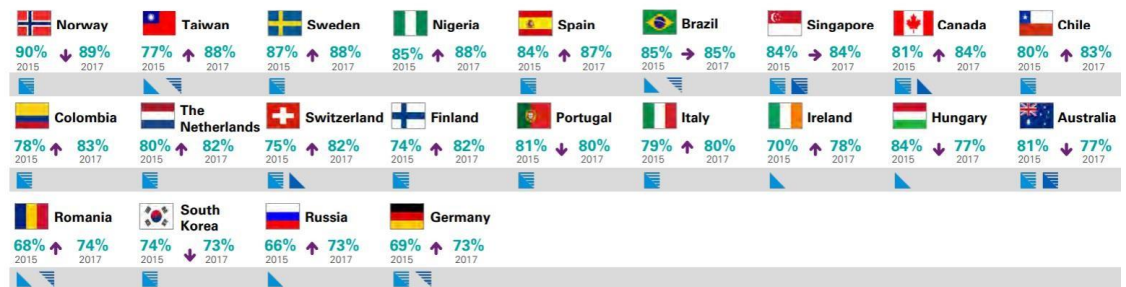 Norway Taiwan Sweden Nigeria Spain Brazil Singapore Canada Chile
90% 89% 77% 88% 87% 88% 85% 88% 84% 87% 85% 85% 84% 84% 81% 84% 80% 83%
2015 2017 2015 2017 2015 2017 2015 2017 2015 2017 2015 2017 2015 2017 2015 2017 2015 2017
Colombia The Netherlands Switzerland Finland Portugal Italy Ireland Hungary Australia
78% 83% 80% 82% 75% 82% 74% 82% 81% 80% 79% 80% 70% 78% 84% 77% 81% 77%
2015 2017 2015 2017 2015 2017 2015 2017 2015 2017 2015 2017 2015 2017 2015 2017 2015 2017
Romania South Korea Russia Germany
68% 74% 74% 73% 66% 73% 69% 73%
2015 2017 2015 2017 2015 2017 2015 2017